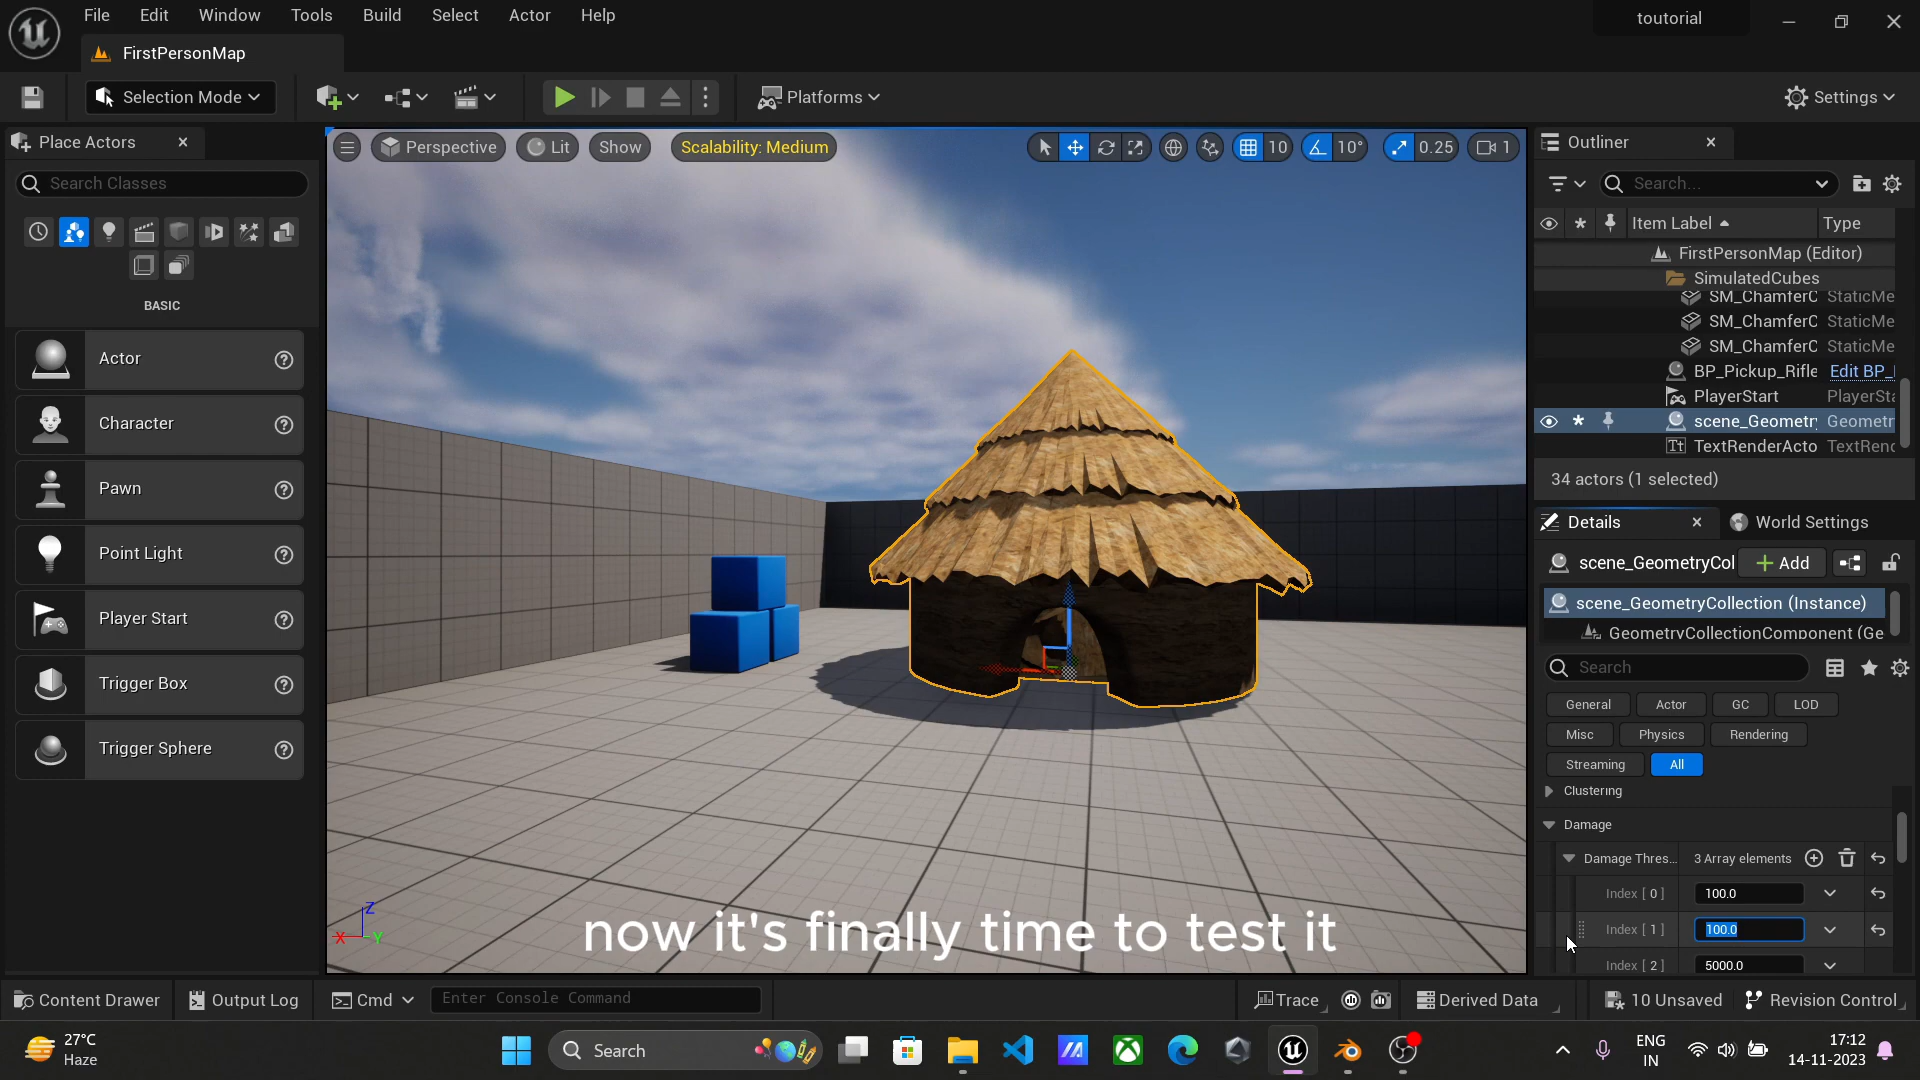 File Edit Window Tools Build Select Actor Help
toutorial
FirstPersonMap
Selection Mode
Platforms
Settings
Place Actors
Search Classes
BASIC
Actor
Character
Pawn
Point Light
Player Start
Trigger Box
Trigger Sphere
Perspective Lit Show Scalability: Medium 10 10° 0.25 1
Z
X Y
now it's finally time to test it
Outliner
Search...
Item Label Type
FirstPersonMap (Editor)
SimulatedCubes
SM_ChamferC StaticMe
SM_ChamferC StaticMe
SM_ChamferC StaticMe
BP_Pickup_Rifle Edit BP_
PlayerStart PlayerSta
scene_Geometry Geometr
TextRenderActo TextRend
34 actors (1 selected)
Details World Settings
scene_GeometryCol Add
scene_GeometryCollection (Instance)
GeometryCollectionComponent (Ge
Search
General Actor GC LOD
Misc Physics Rendering
Streaming All
Clustering
Damage
Damage Thres... 3 Array elements
Index [ 0 ] 100.0
Index [ 1 ] 100.0
Index [ 2 ] 5000.0
Content Drawer Output Log Cmd Enter Console Command Trace Derived Data 10 Unsaved Revision Control
27°C
Haze
Search
ENG
IN
17:12
14-11-2023